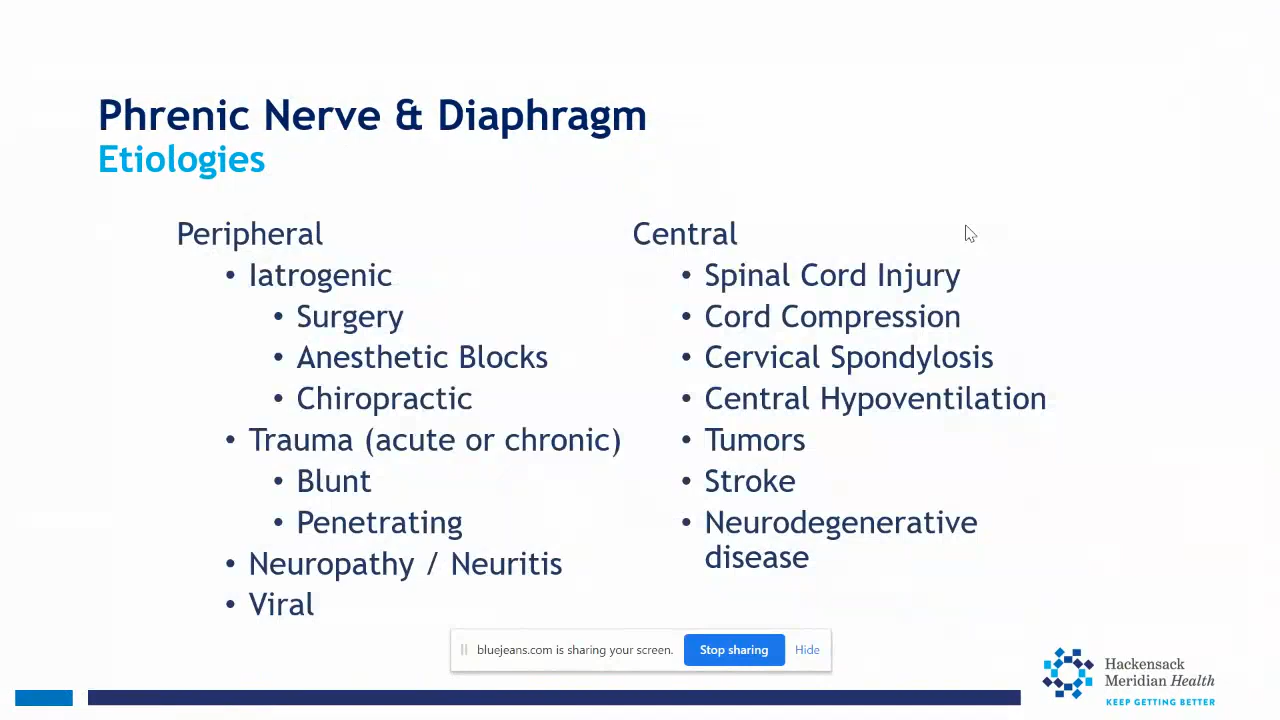 Phrenic Nerve & Diaphragm
Etiologies
Peripheral
• Iatrogenic
• Surgery
• Anesthetic Blocks
• Chiropractic
• Trauma (acute or chronic)
• Blunt
• Penetrating
• Neuropathy / Neuritis
• Viral
Central
• Spinal Cord Injury
• Cord Compression
• Cervical Spondylosis
• Central Hypoventilation
• Tumors
• Stroke
• Neurodegenerative
disease
bluejeans.com is sharing your screen. Stop sharing Hide
Hackensack
Meridian Health
KEEP GETTING BETTER